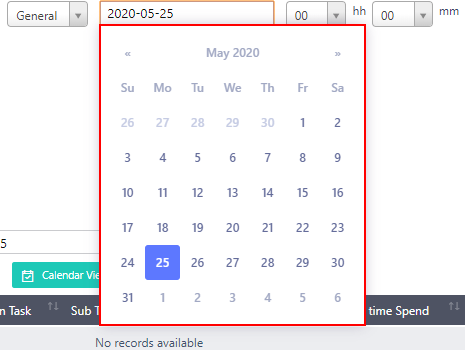 General 2020-05-25 00 hh 00 mm
« May 2020 »
Su Mo Tu We Th Fr Sa
26 27 28 29 30 1 2
3 4 5 6 7 8 9
10 11 12 13 14 15 16
17 18 19 20 21 22 23
5
24 25 26 27 28 29 30
Calendar Vie
31 1 2 3 4 5 6
n Task Sub T time Spend
No records available